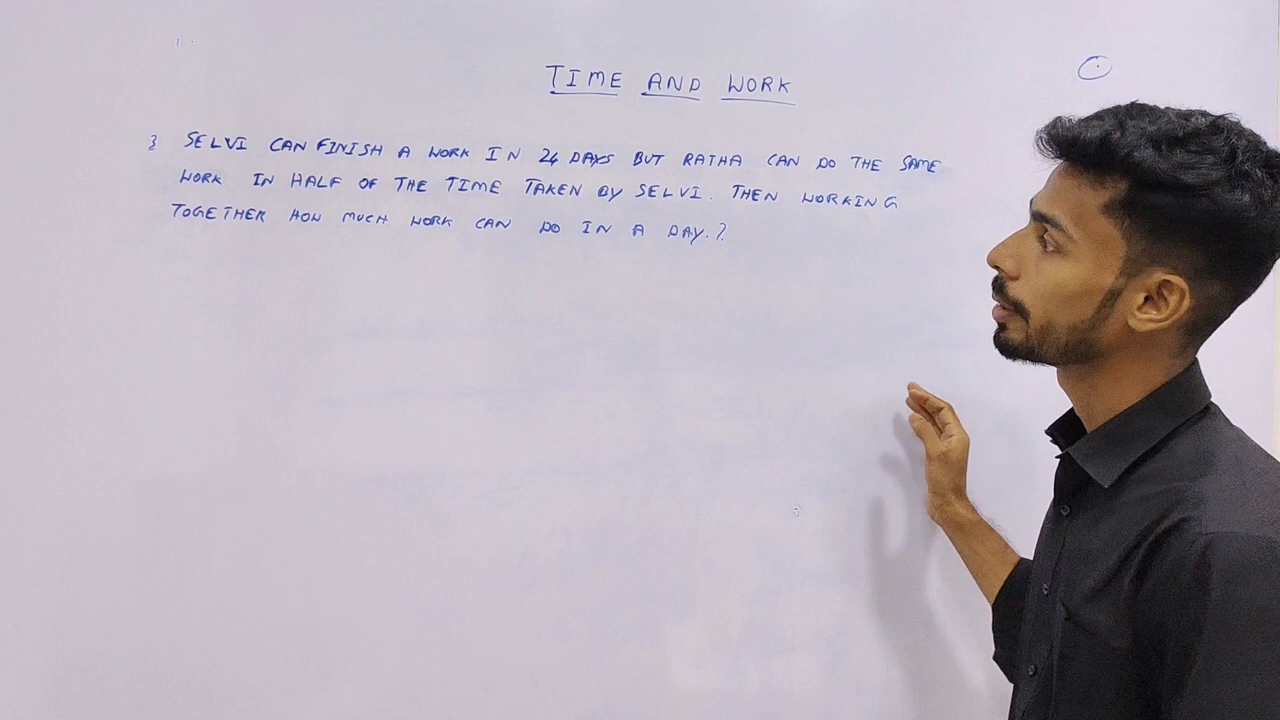 TIME AND WORK
3 SELVI CAN FINISH A WORK IN 24 DAYS BUT RATHA CAN DO THE SAME
WORK IN HALF OF THE TIME TAKEN BY SELVI. THEN WORKING
TOGETHER HOW MUCH WORK CAN DO IN A DAY.?